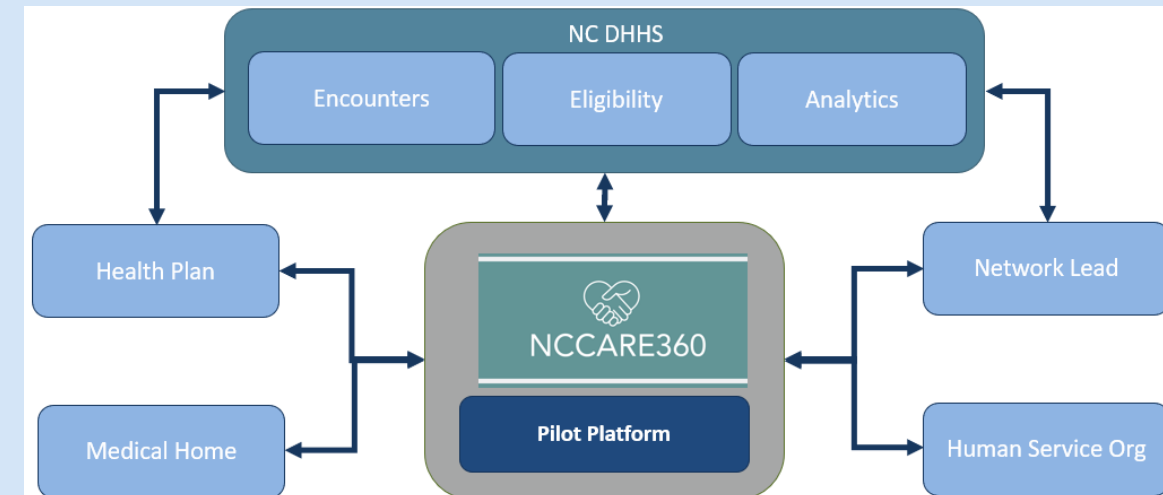 NC DHHS
Encounters
Eligibility
Analytics
Health Plan
Network Lead
NCCARE360
Pilot Platform
Medical Home
Human Service Org